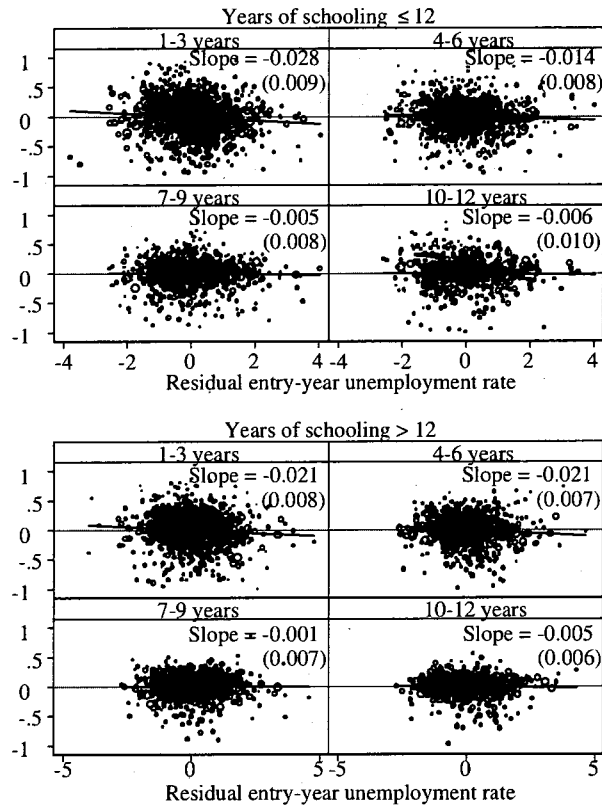 Years of schooling ≤ 12
1-3 years 4-6 years
Slope = -0.028 Slope = -0.014
(0.009) (0.008)
1
.5
0
-.5
-1
7-9 years 10-12 years
Slope = -0.005 Slope = -0.006
(0.008) (0.010)
1
.5
0
-.5
-1
-4 -2 0 2 4 -4 -2 0 2 4
Residual entry-year unemployment rate
Years of schooling > 12
1-3 years 4-6 years
Slope = -0.021 Slope = -0.021
(0.008) (0.007)
1
.5
0
-.5
-1
7-9 years 10-12 years
Slope = -0.001 Slope = -0.005
(0.007) (0.006)
1
.5
0
-.5
-1
-5 0 5 -5 0 5
Residual entry-year unemployment rate